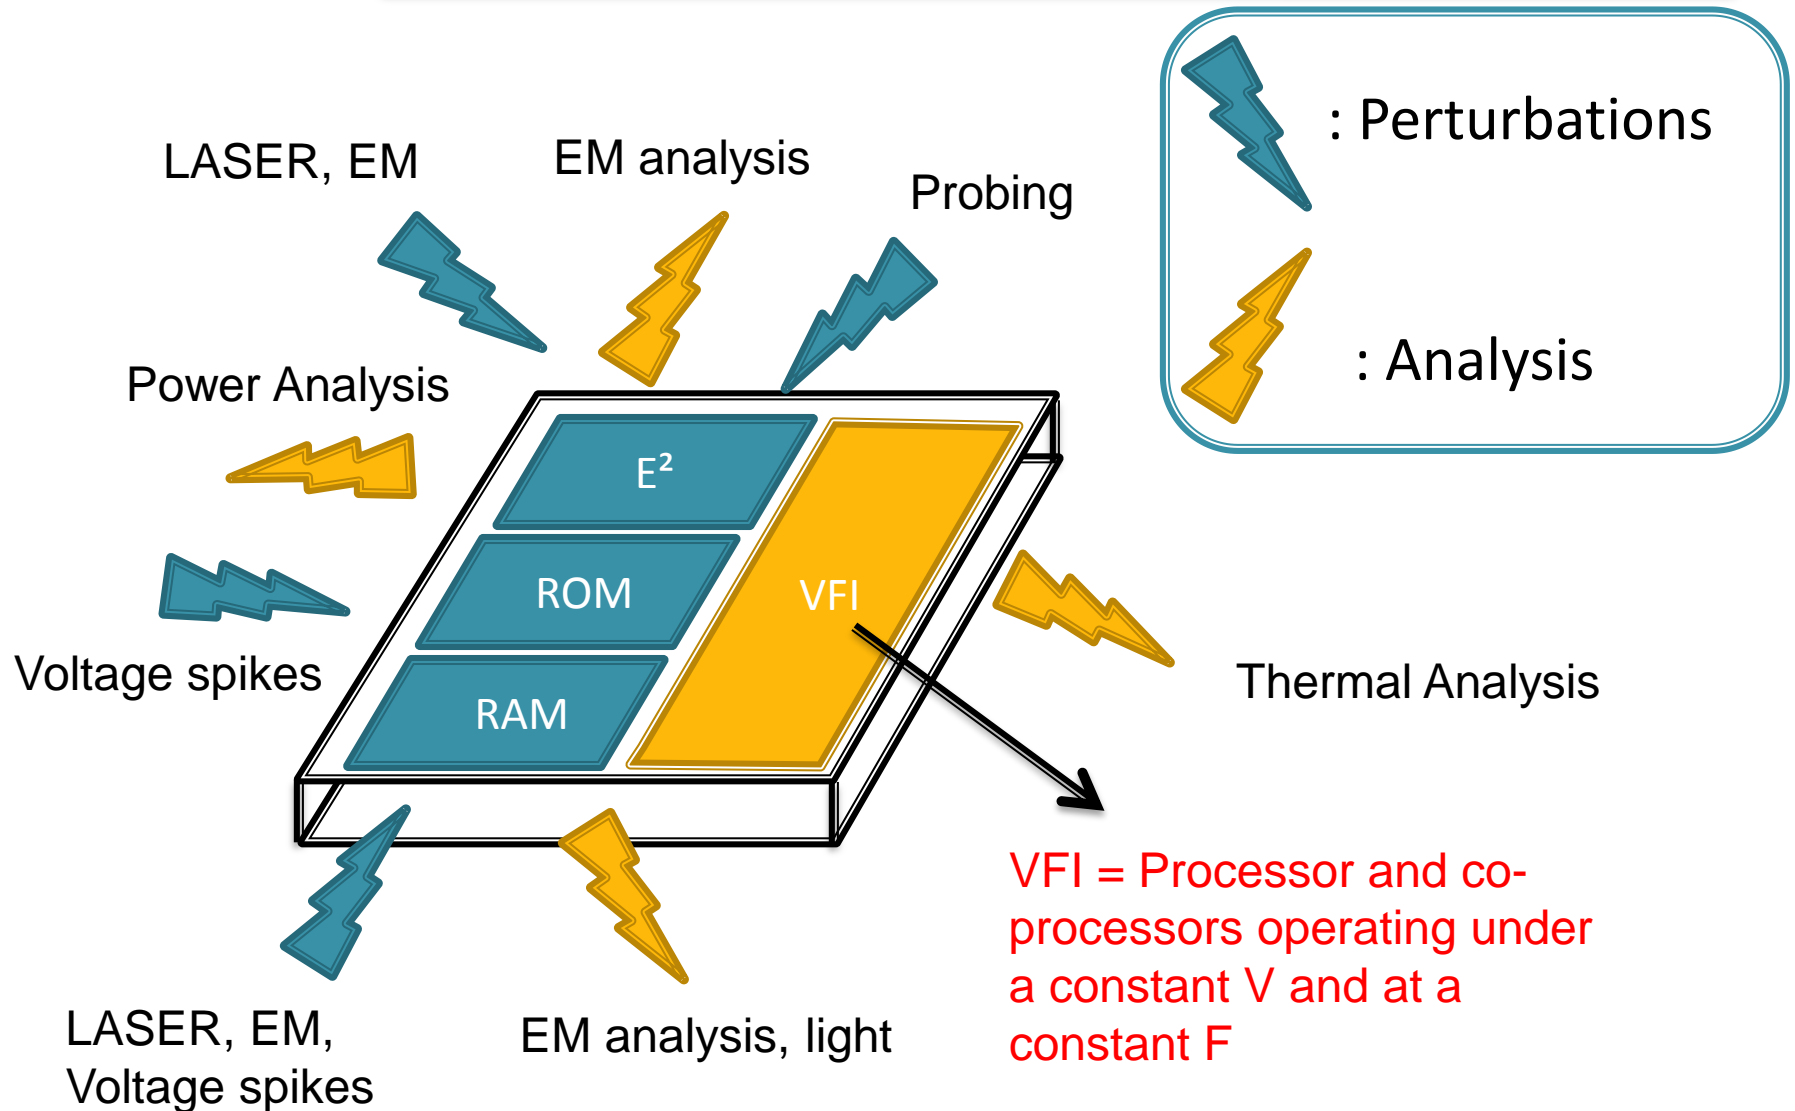 : Perturbations
: Analysis
LASER, EM
EM analysis
Probing
Power Analysis
E²
ROM
VFI
RAM
Voltage spikes
Thermal Analysis
VFI = Processor and co-
processors operating under
a constant V and at a
constant F
LASER, EM,
Voltage spikes
EM analysis, light